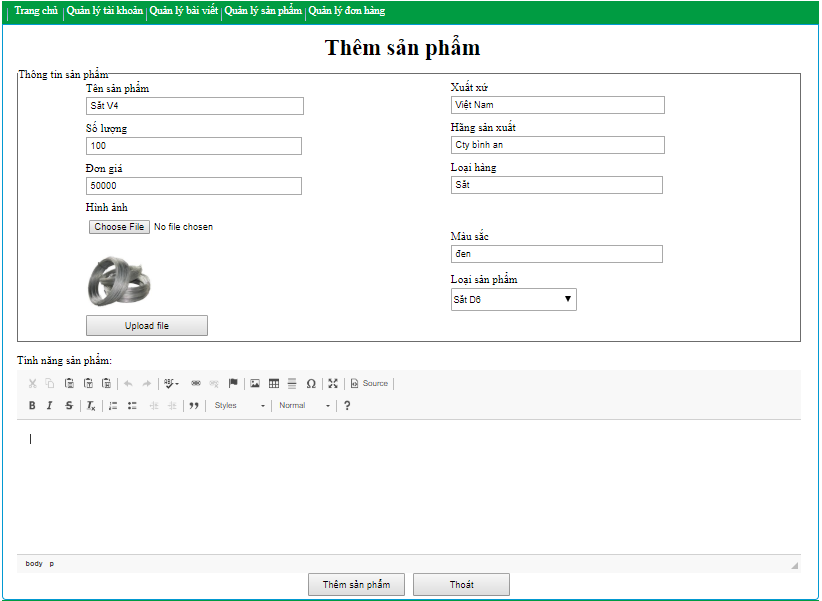 Trang chủ Quản lý tài khoản Quản lý bài viết Quản lý sản phẩm Quản lý đơn hàng
Thêm sản phẩm
Thông tin sản phẩm
Tên sản phẩm
Sắt V4
Số lượng
100
Đơn giá
50000
Hình ảnh
Choose File No file chosen
Upload file
Xuất xứ
Việt Nam
Hãng sản xuất
Cty bình an
Loại hàng
Sắt
Màu sắc
đen
Loại sản phẩm
Sắt D6
Tính năng sản phẩm:
Source
B I S Styles Normal ?
body p
Thêm sản phẩm Thoát